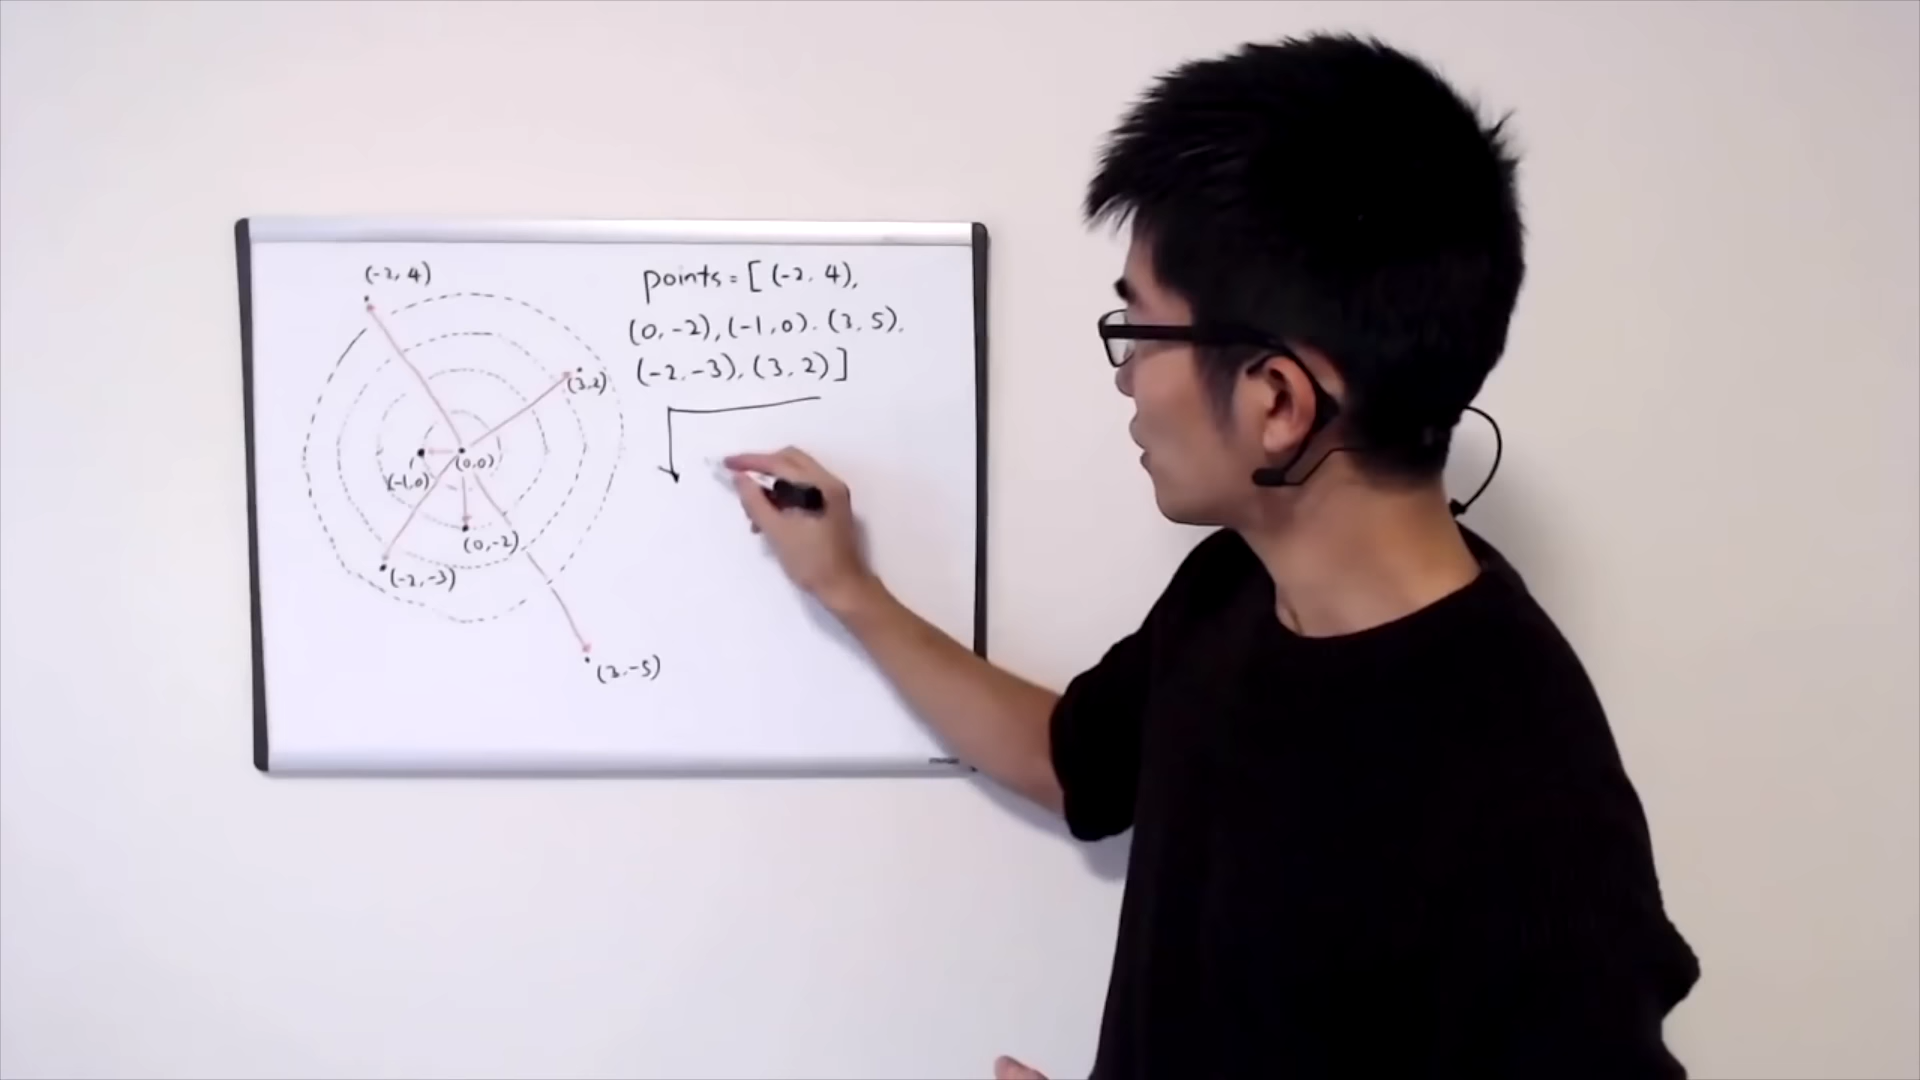 (-2, 4)
(3,2)
(0,0)
(-1,0)
(0,-2)
(-2,-3)
(3,-5)
points = [ (-2, 4),
(0, -2), (-1, 0), (3, 5),
(-2, -3), (3, 2) ]